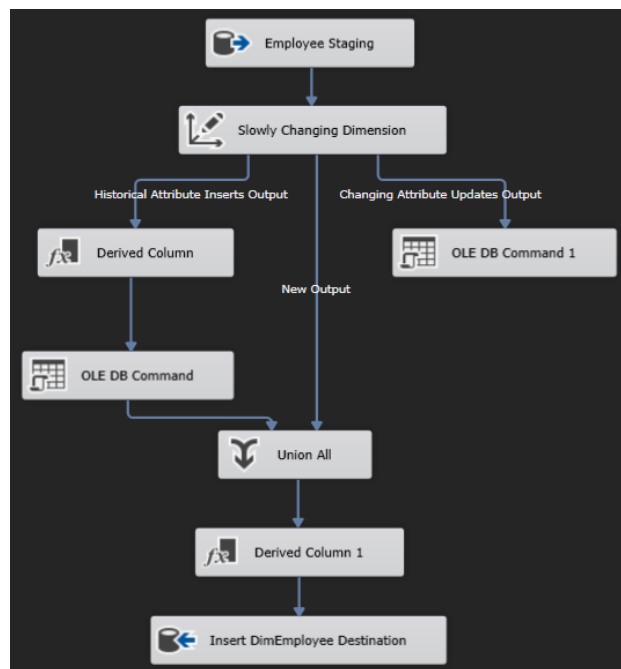 Employee Staging
Slowly Changing Dimension
Historical Attribute Inserts Output
Changing Attribute Updates Output
Derived Column
OLE DB Command 1
New Output
OLE DB Command
Union All
Derived Column 1
Insert DimEmployee Destination